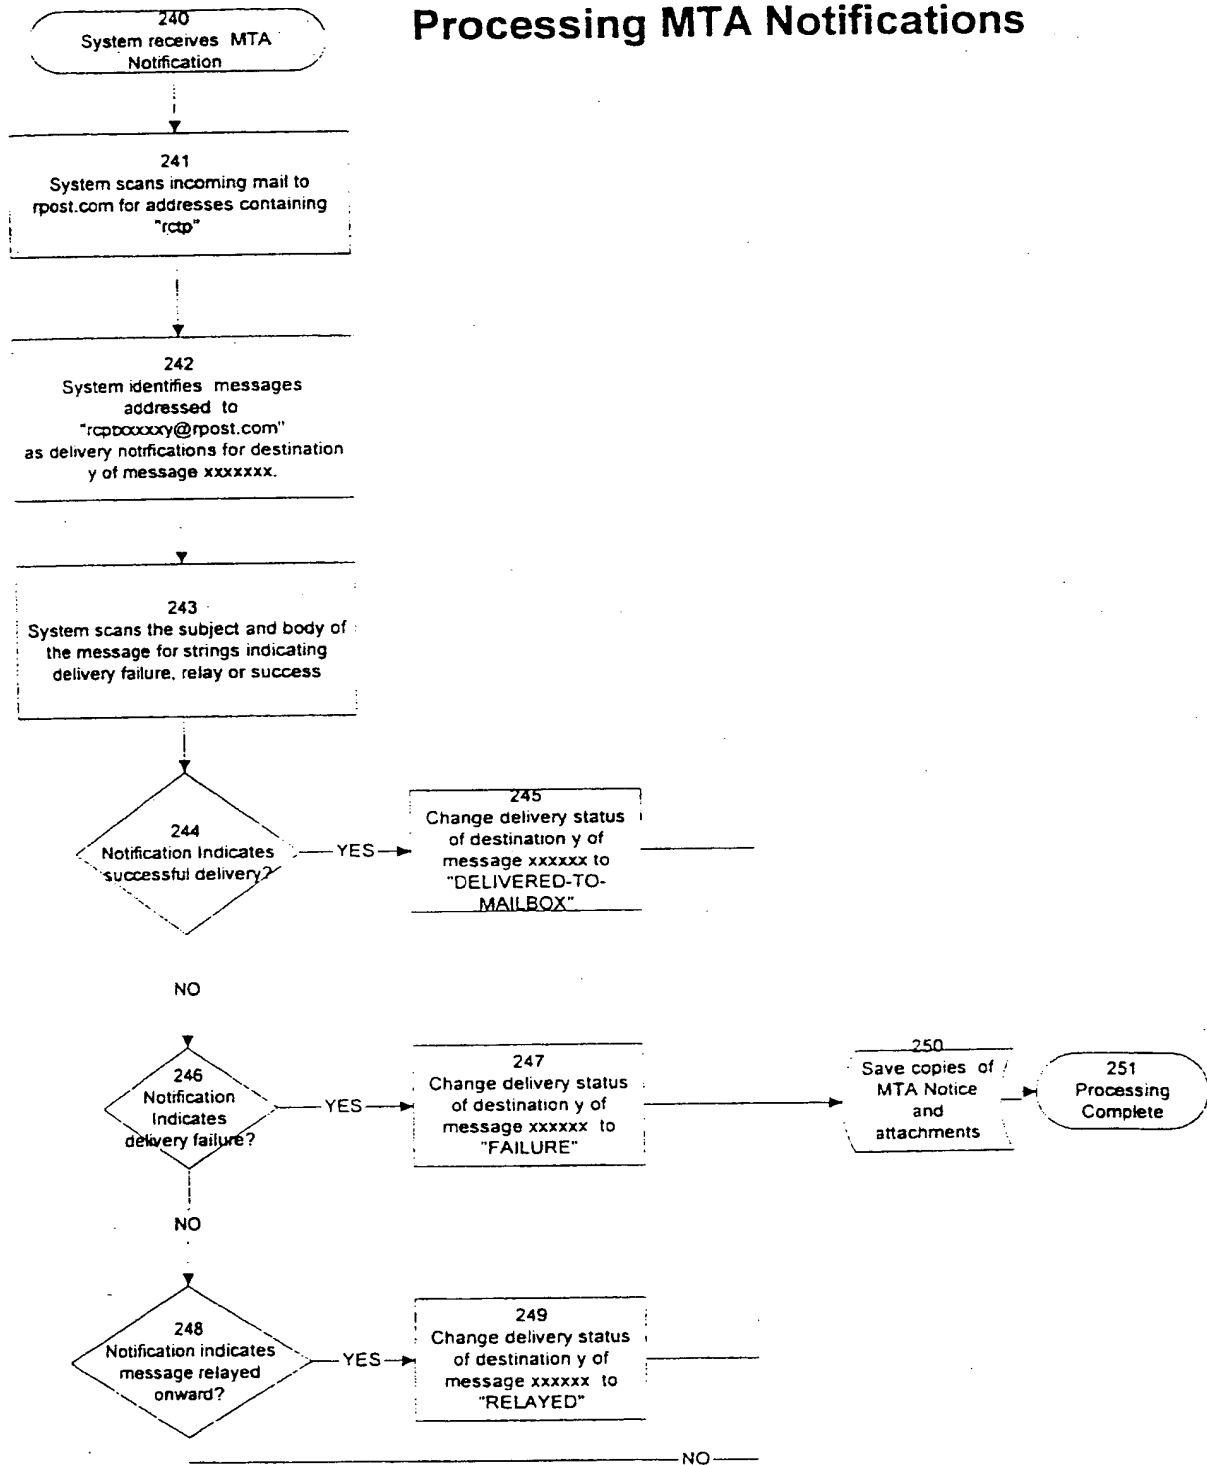 Processing MTA Notifications
240
System receives MTA
Notification
241
System scans incoming mail to
rpost.com for addresses containing
"rctp"
242
System identifies messages
addressed to
as delivery notifications for destination
y of message xxxxxxx.
243
System scans the subject and body of
the message for strings indicating
delivery failure, relay or success
244
Notification Indicates
successful delivery?
YES
245
Change delivery status
of destination y of
message xxxxxx to
"DELIVERED-TO-
MAILBOX"
NO
246
Notification
Indicates
delivery failure?
YES
247
Change delivery status
of destination y of
message xxxxxx to
"FAILURE"
250
Save copies of
MTA Notice
and
attachments
251
Processing
Complete
NO
248
Notification indicates
message relayed
onward?
YES
249
Change delivery status
of destination y of
message xxxxxx to
"RELAYED"
NO